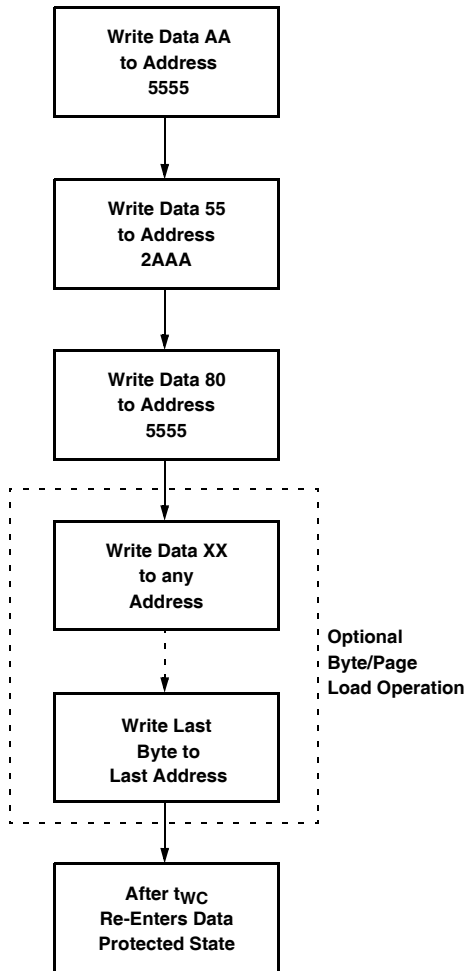 Write Data AA
to Address
5555
Write Data 55
to Address
2AAA
Write Data 80
to Address
5555
Write Data XX
to any
Address
Optional
Byte/Page
Load Operation
Write Last
Byte to
Last Address
After tWC
Re-Enters Data
Protected State